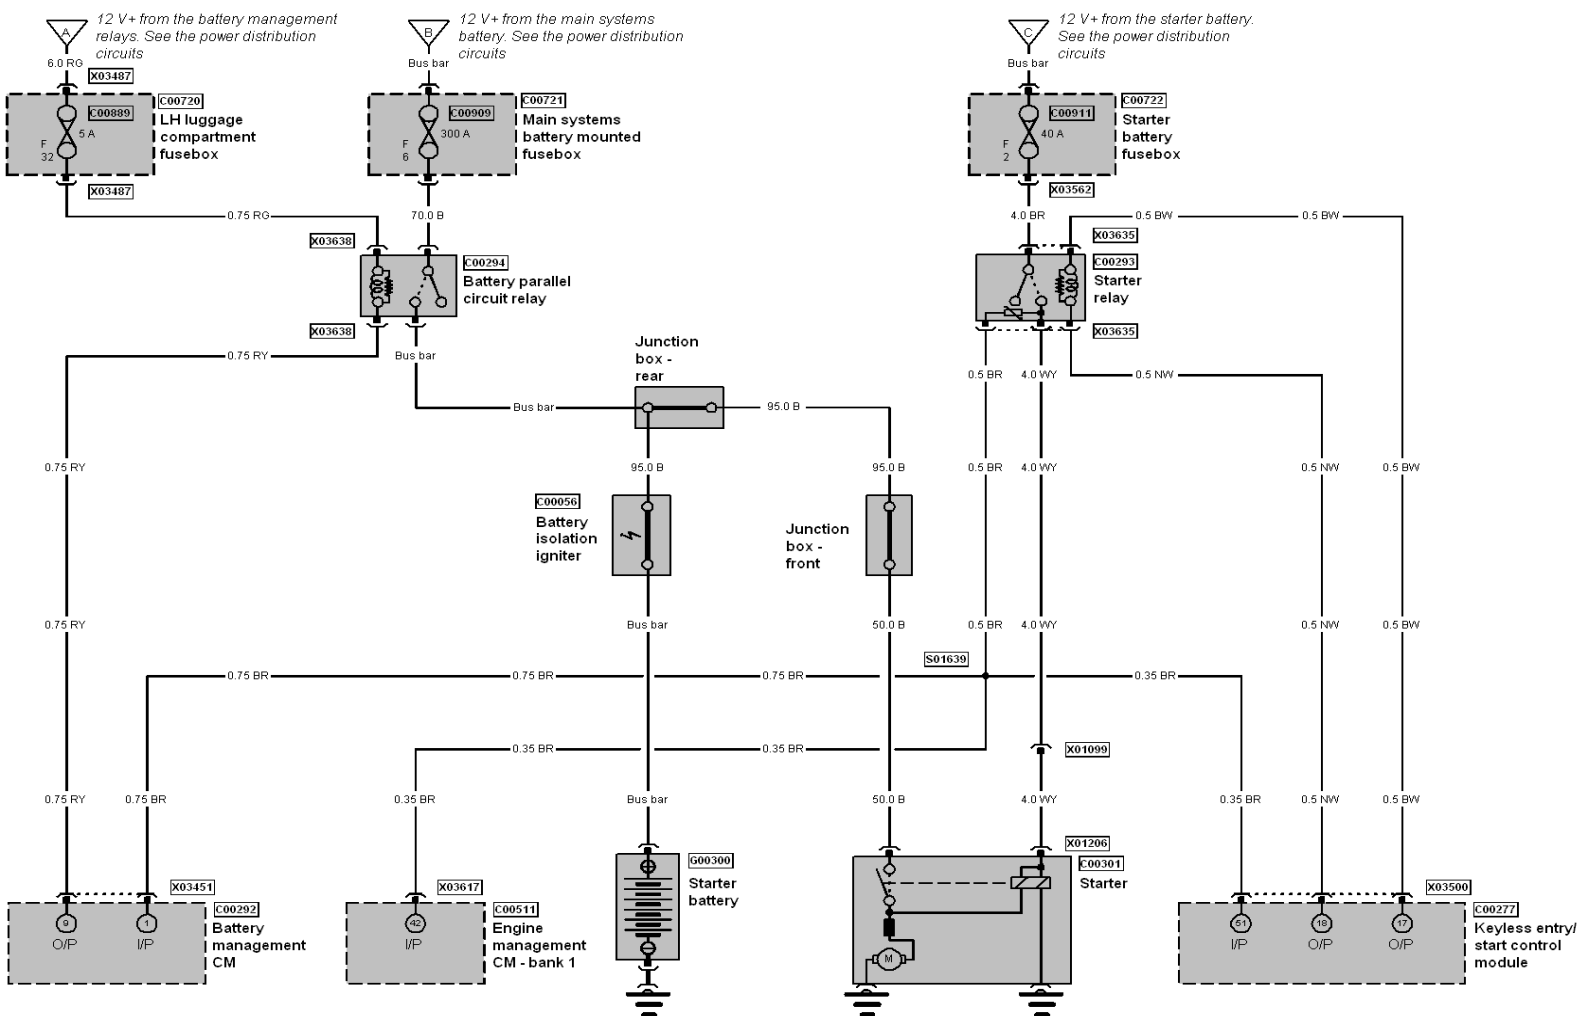 A
12 V+ from the battery management
relays. See the power distribution
circuits
6.0 RG
X03487
B
12 V+ from the main systems
battery. See the power distribution
circuits
Bus bar
C
12 V+ from the starter battery.
See the power distribution
circuits
Bus bar
C00889
5 A
F
32
C00720
LH luggage
compartment
fusebox
X03487
C00909
300 A
F
6
C00721
Main systems
battery mounted
fusebox
C00911
40 A
F
2
C00722
Starter
battery
fusebox
X03562
0.75 RG
70.0 B
4.0 BR
0.5 BW
0.5 BW
X03638
C00294
Battery parallel
circuit relay
X03638
X03635
C00293
Starter
relay
X03635
0.75 RY
Bus bar
Junction
box -
rear
0.5 BR
4.0 WY
0.5 NW
Bus bar
95.0 B
0.75 RY
95.0 B
95.0 B
0.5 BR
4.0 WY
0.5 NW
0.5 BW
C00056
Battery
isolation
igniter
Junction
box -
front
0.75 RY
Bus bar
50.0 B
0.5 BR
4.0 WY
0.5 NW
0.5 BW
S01639
0.75 BR
0.75 BR
0.75 BR
0.35 BR
0.35 BR
0.35 BR
X01099
0.75 RY
0.75 BR
0.35 BR
Bus bar
50.0 B
4.0 WY
0.35 BR
0.5 NW
0.5 BW
X03451
9
O/P
1
I/P
C00292
Battery
management
CM
X03617
42
I/P
C00511
Engine
management
CM - bank 1
G00300
Starter
battery
X01206
C00301
Starter
M
X03500
51
I/P
18
O/P
17
O/P
C00277
Keyless entry/
start control
module